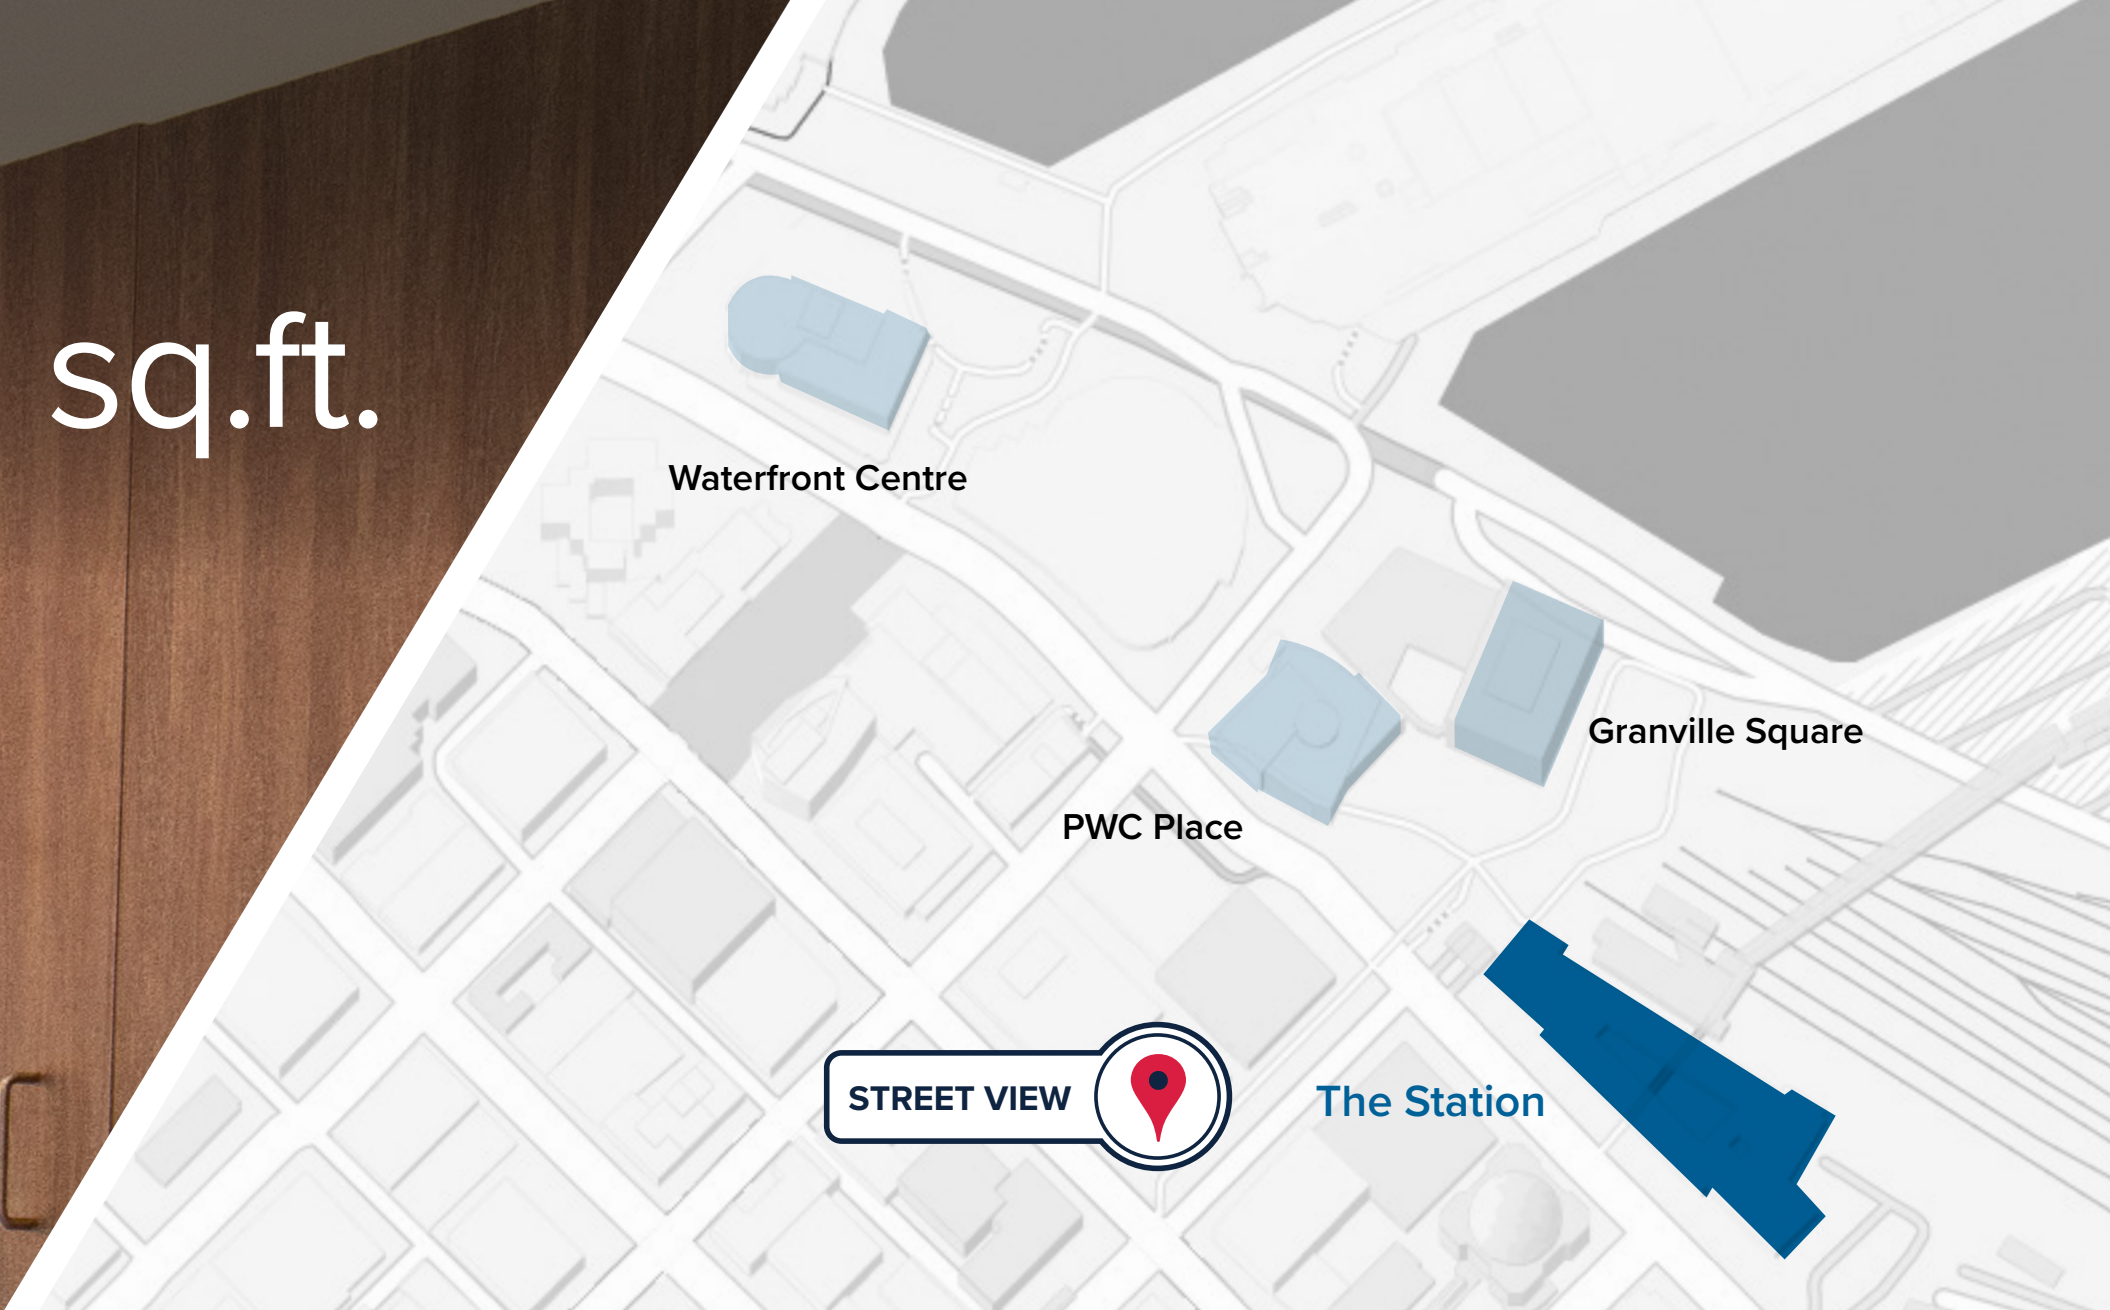 sq.ft.
Waterfront Centre
Granville Square
PWC Place
STREET VIEW
The Station